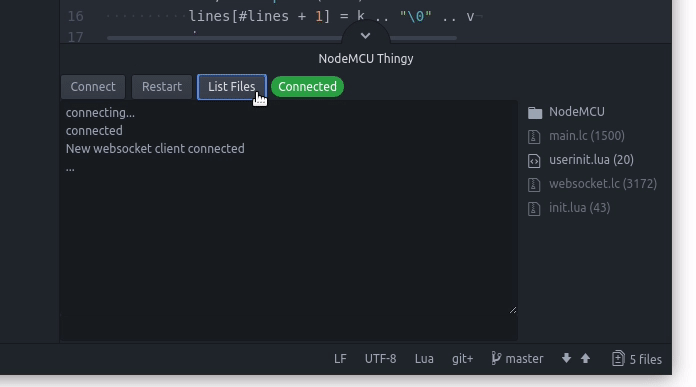 16 lines[#lines + 1] = k .. "\0" .. v¬
17
NodeMCU Thingy
Connect Restart List Files Connected
connecting...
connected
New websocket client connected
...
NodeMCU
main.lc (1500)
userinit.lua (20)
websocket.lc (3172)
init.lua (43)
LF UTF-8 Lua git+ master 5 files